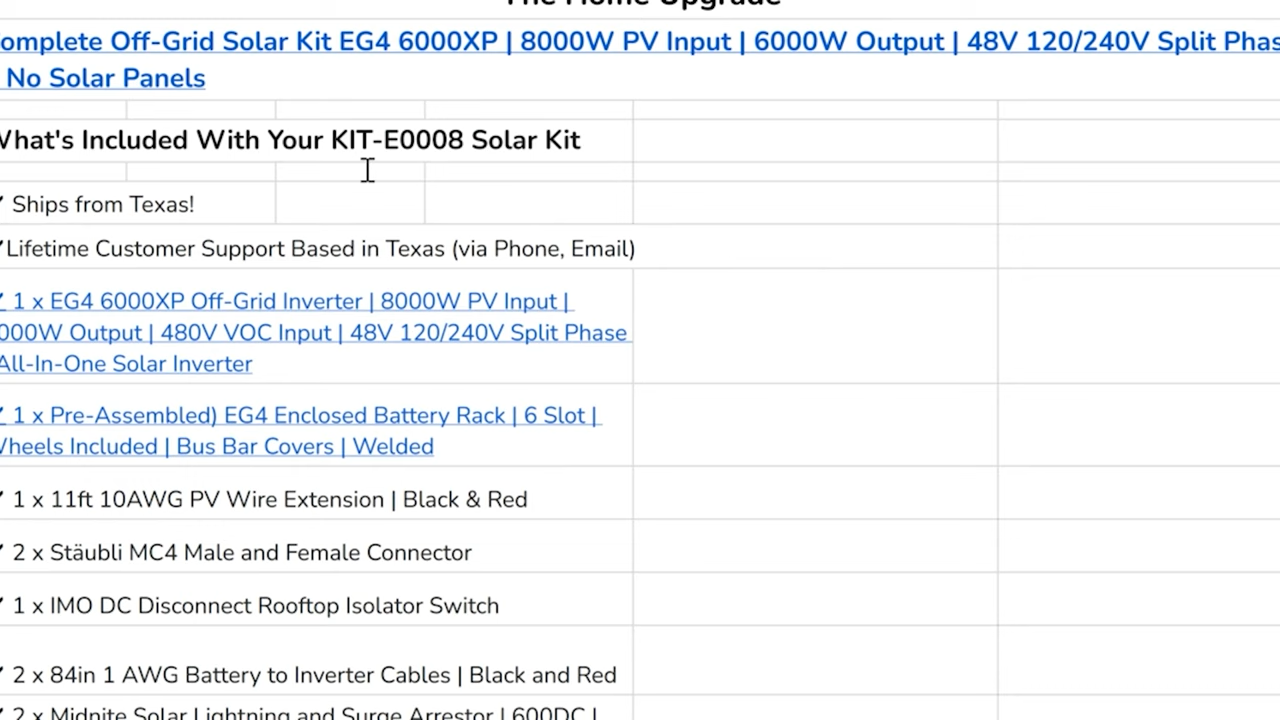 The Home Upgrade
omplete Off-Grid Solar Kit EG4 6000XP | 8000W PV Input | 6000W Output | 48V 120/240V Split Phas
No Solar Panels
What's Included With Your KIT-E0008 Solar Kit
✓ Ships from Texas!
✓Lifetime Customer Support Based in Texas (via Phone, Email)
✓ 1 x EG4 6000XP Off-Grid Inverter | 8000W PV Input |
000W Output | 480V VOC Input | 48V 120/240V Split Phase
All-In-One Solar Inverter
✓ 1 x Pre-Assembled) EG4 Enclosed Battery Rack | 6 Slot |
Wheels Included | Bus Bar Covers | Welded
✓ 1 x 11ft 10AWG PV Wire Extension | Black & Red
✓ 2 x Stäubli MC4 Male and Female Connector
✓ 1 x IMO DC Disconnect Rooftop Isolator Switch
✓ 2 x 84in 1 AWG Battery to Inverter Cables | Black and Red
✓ 2 x Midnite Solar Lightning and Surge Arrestor | 600DC |